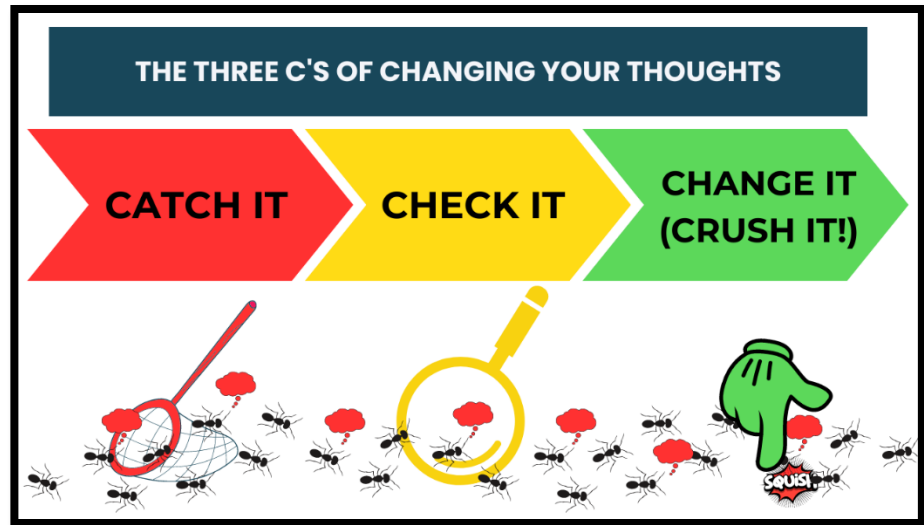 THE THREE C'S OF CHANGING YOUR THOUGHTS
CATCH IT
CHECK IT
CHANGE IT
(CRUSH IT!)
SQUISH